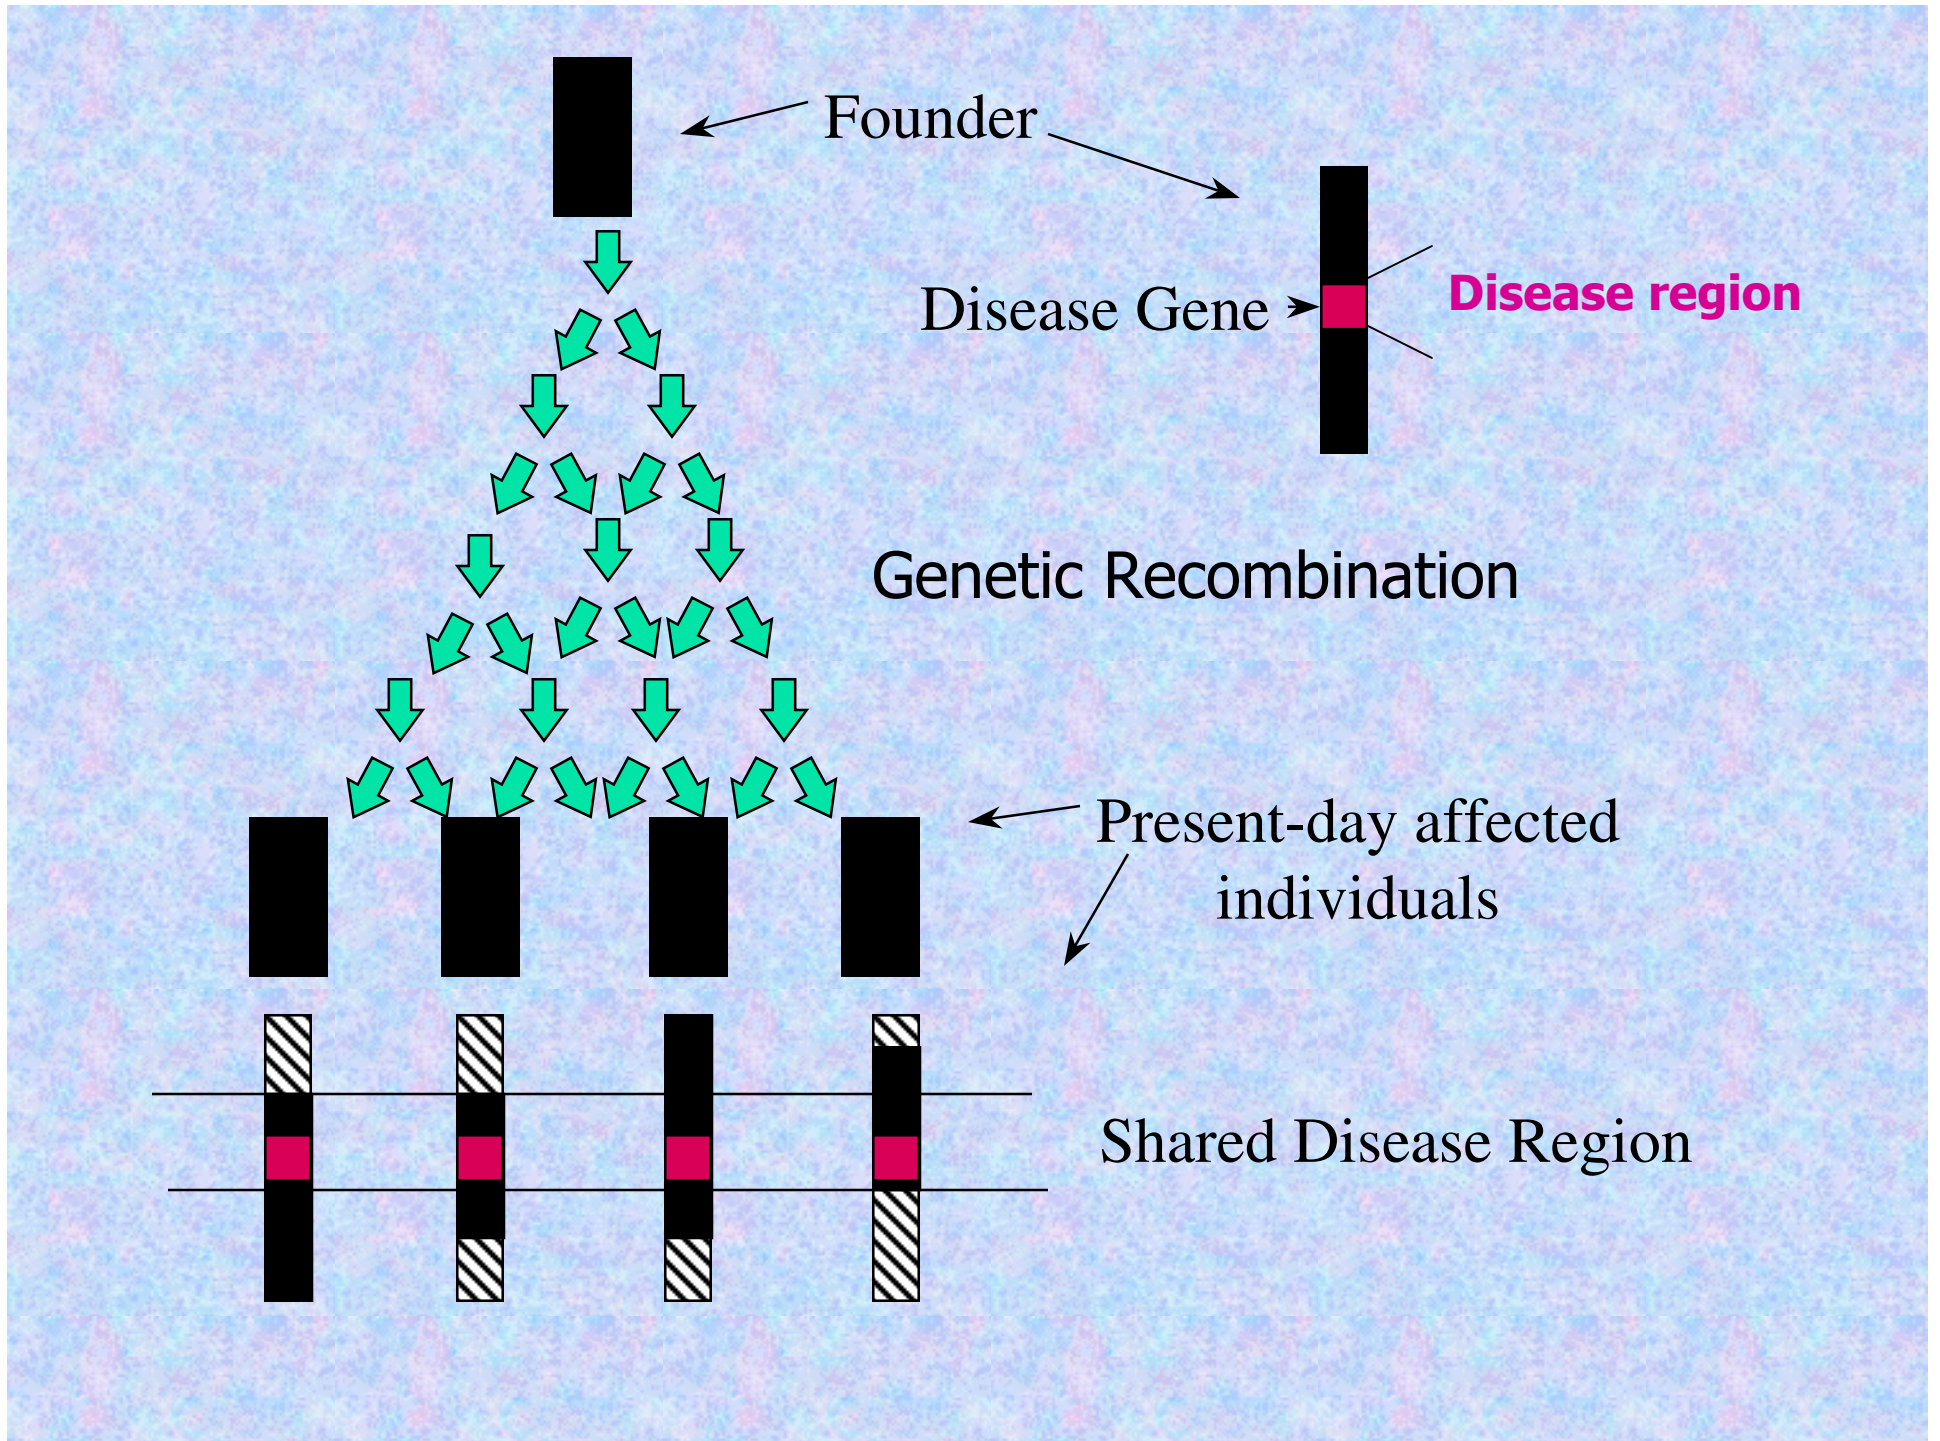 Founder
Disease Gene
Disease region
Genetic Recombination
Present-day affected
individuals
Shared Disease Region